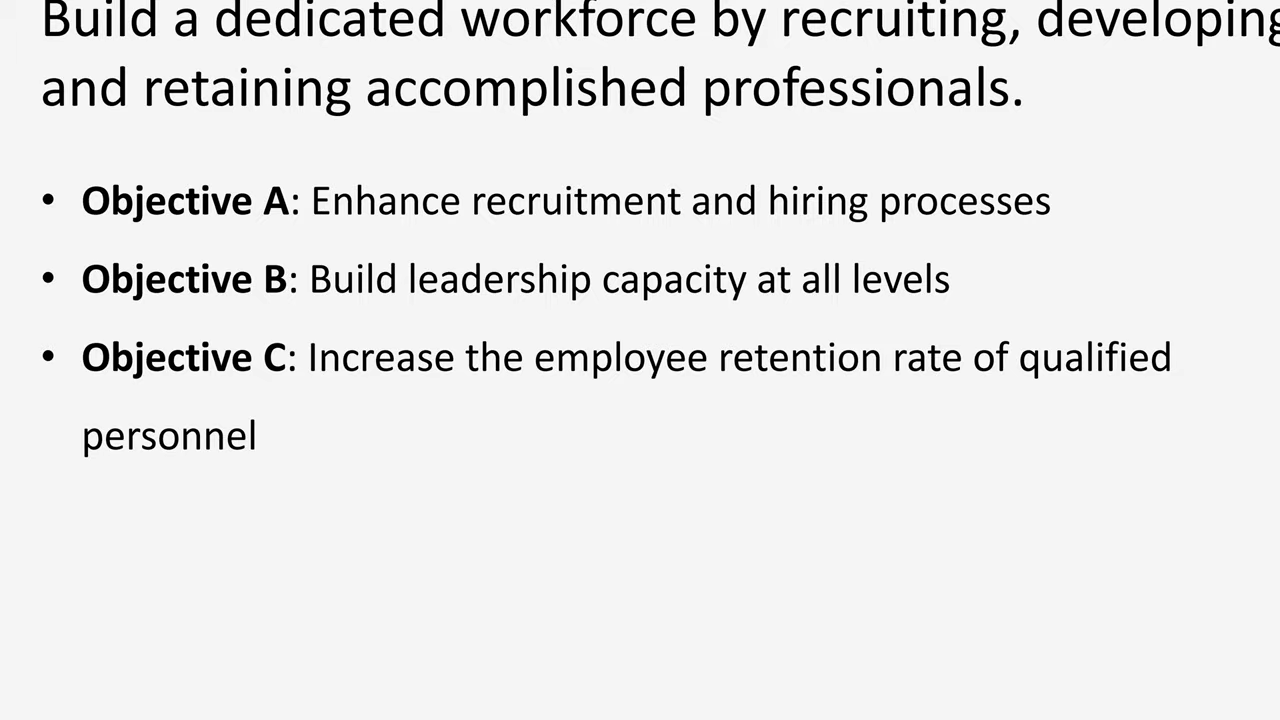 Build a dedicated workforce by recruiting, developing
and retaining accomplished professionals.
• Objective A: Enhance recruitment and hiring processes
• Objective B: Build leadership capacity at all levels
• Objective C: Increase the employee retention rate of qualified
personnel